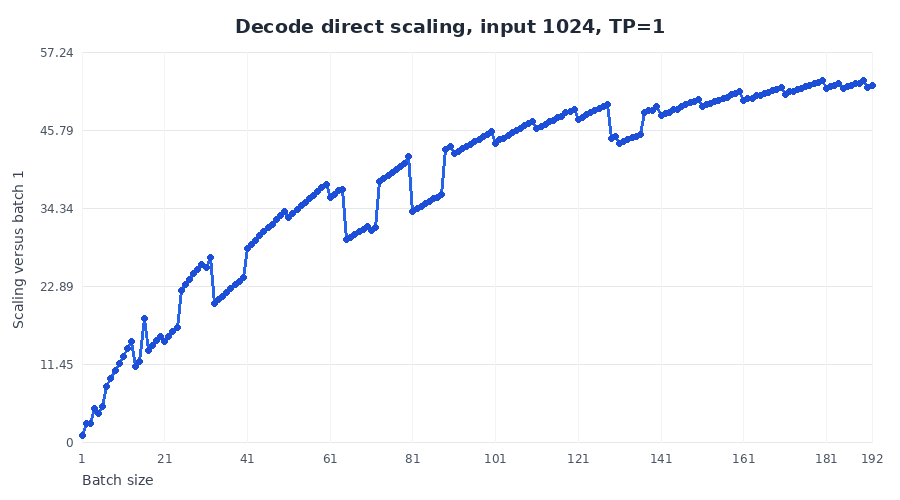 Decode direct scaling, input 1024, TP=1
57.24
45.79
34.34
22.89
11.45
0
Scaling versus batch 1
1 21 41 61 81 101 121 141 161 181 192
Batch size